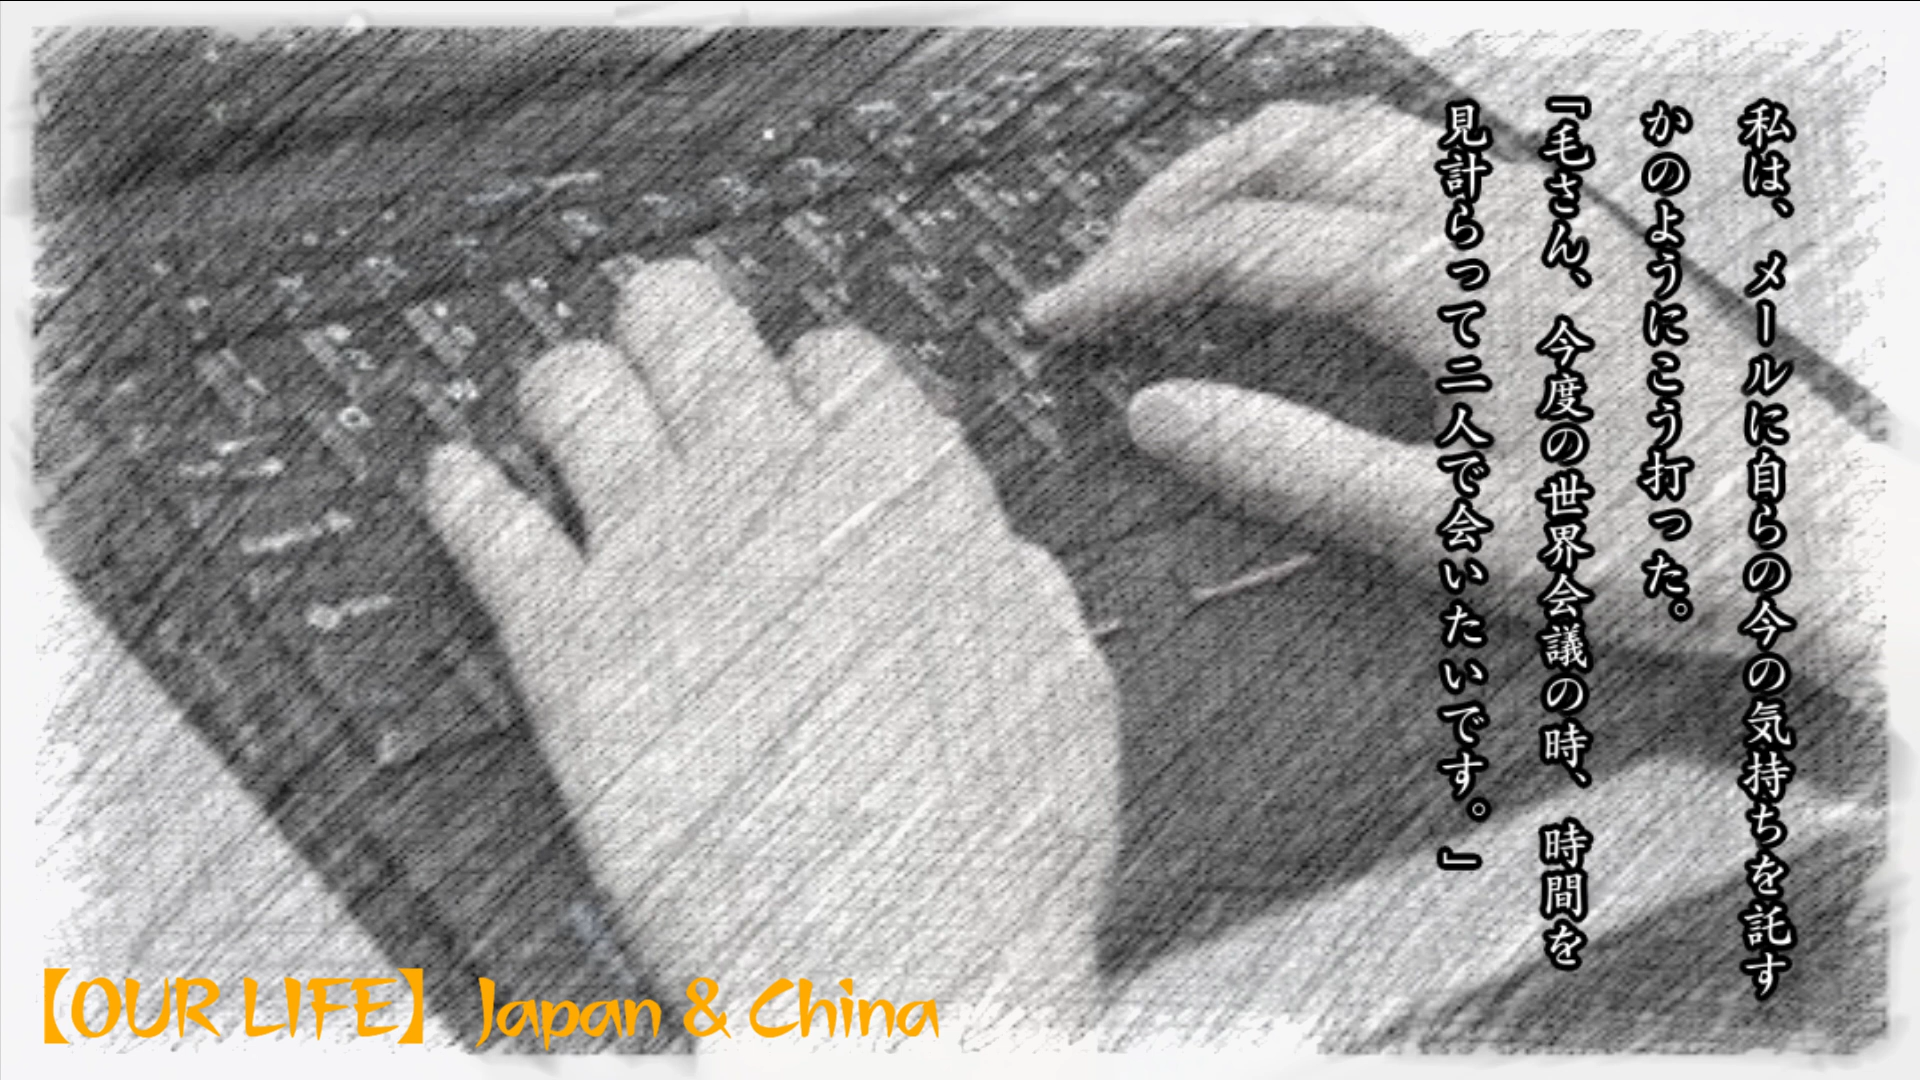 私は、メールに自らの今の気持ちを託す
かのようにこう打った。
「毛さん、今度の世界会議の時、時間を
見計らって二人で会いたいです。」
【OUR LIFE】 Japan & China